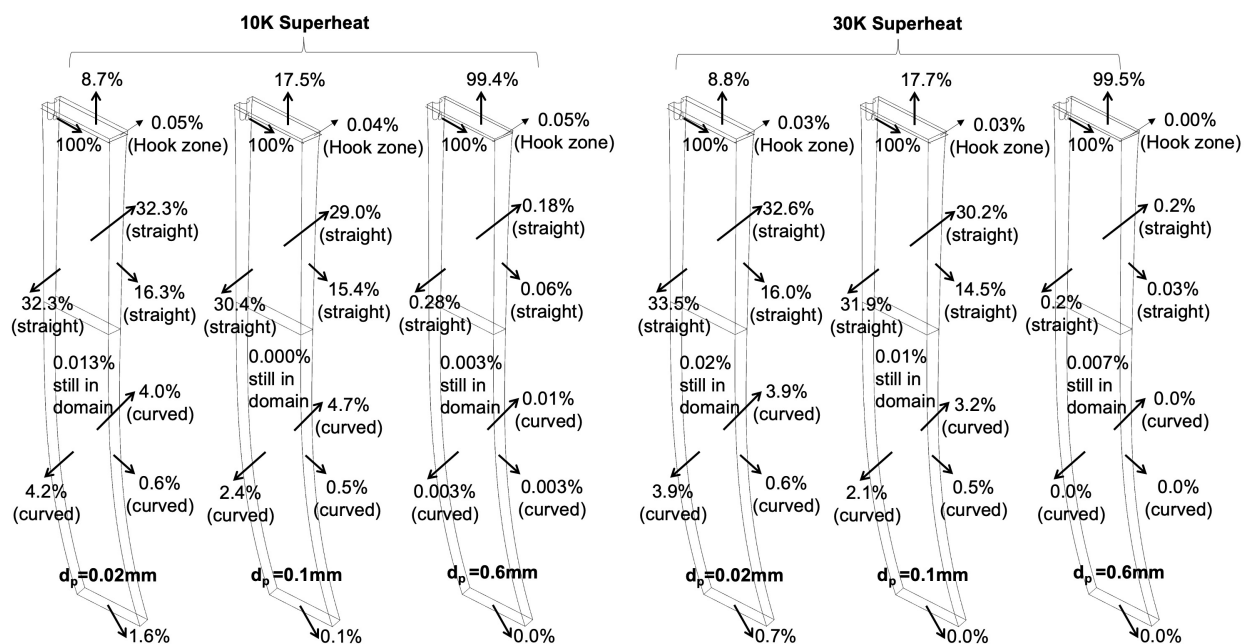 10K Superheat
30K Superheat
8.7%
17.5%
99.4%
8.8%
17.7%
99.5%
100%
0.05%
(Hook zone)
100%
0.04%
(Hook zone)
100%
0.05%
(Hook zone)
100%
0.03%
(Hook zone)
100%
0.03%
(Hook zone)
100%
0.00%
(Hook zone)
32.3%
(straight)
29.0%
(straight)
0.18%
(straight)
32.6%
(straight)
30.2%
(straight)
0.2%
(straight)
32.3%
(straight)
16.3%
(straight)
30.4%
(straight)
15.4%
(straight)
0.28%
(straight)
0.06%
(straight)
33.5%
(straight)
16.0%
(straight)
31.9%
(straight)
14.5%
(straight)
0.2%
(straight)
0.03%
(straight)
0.013%
still in
domain
0.000%
still in
domain
0.003%
still in
domain
0.02%
still in
domain
0.01%
still in
domain
0.007%
still in
domain
4.0%
(curved)
4.7%
(curved)
0.01%
(curved)
3.9%
(curved)
3.2%
(curved)
0.0%
(curved)
4.2%
(curved)
0.6%
(curved)
2.4%
(curved)
0.5%
(curved)
0.003%
(curved)
0.003%
(curved)
3.9%
(curved)
0.6%
(curved)
2.1%
(curved)
0.5%
(curved)
0.0%
(curved)
0.0%
(curved)
dp=0.02mm
dp=0.1mm
dp=0.6mm
dp=0.02mm
dp=0.1mm
dp=0.6mm
1.6%
0.1%
0.0%
0.7%
0.0%
0.0%